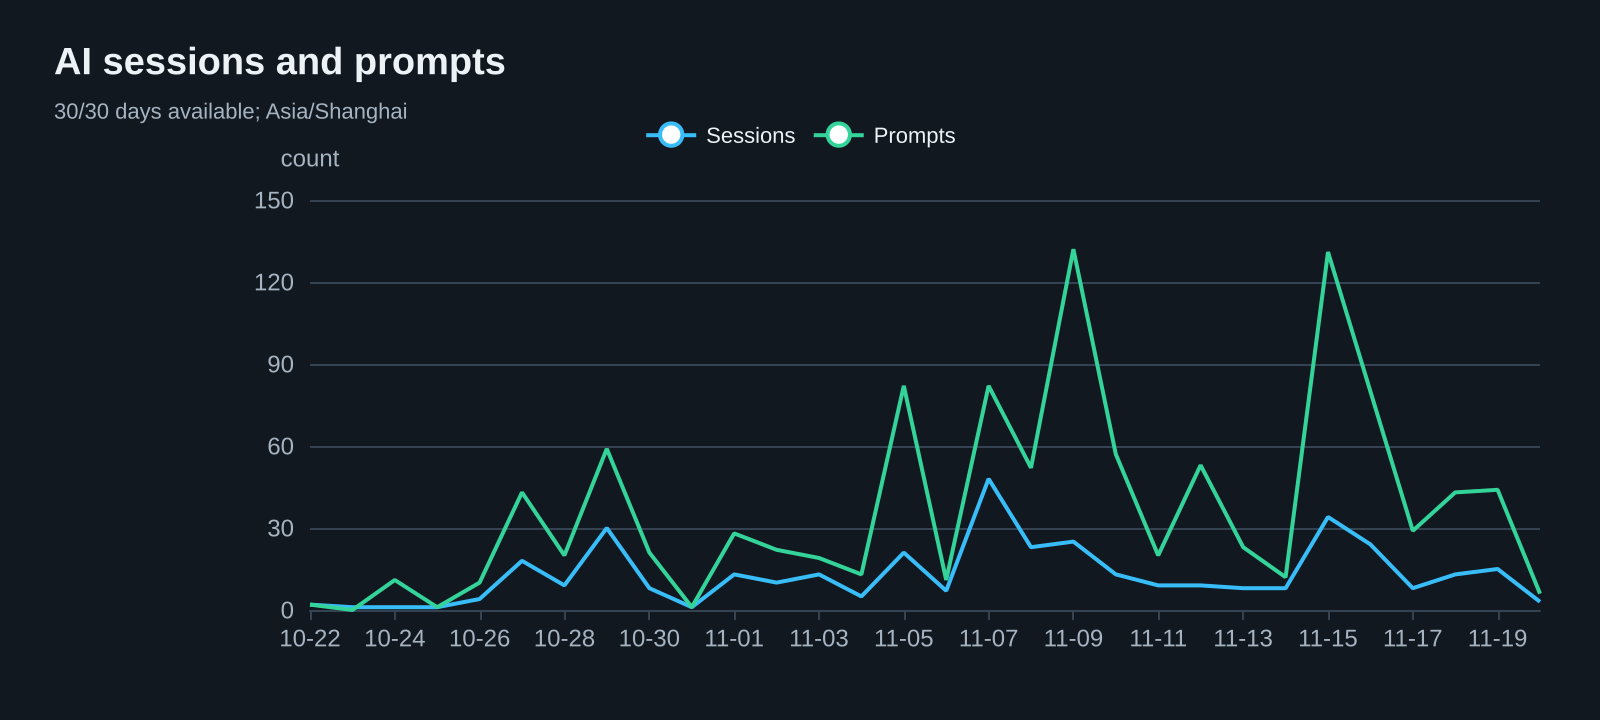 AI sessions and prompts
30/30 days available; Asia/Shanghai
Sessions Prompts
count
150
120
90
60
30
0
10-22 10-24 10-26 10-28 10-30 11-01 11-03 11-05 11-07 11-09 11-11 11-13 11-15 11-17 11-19